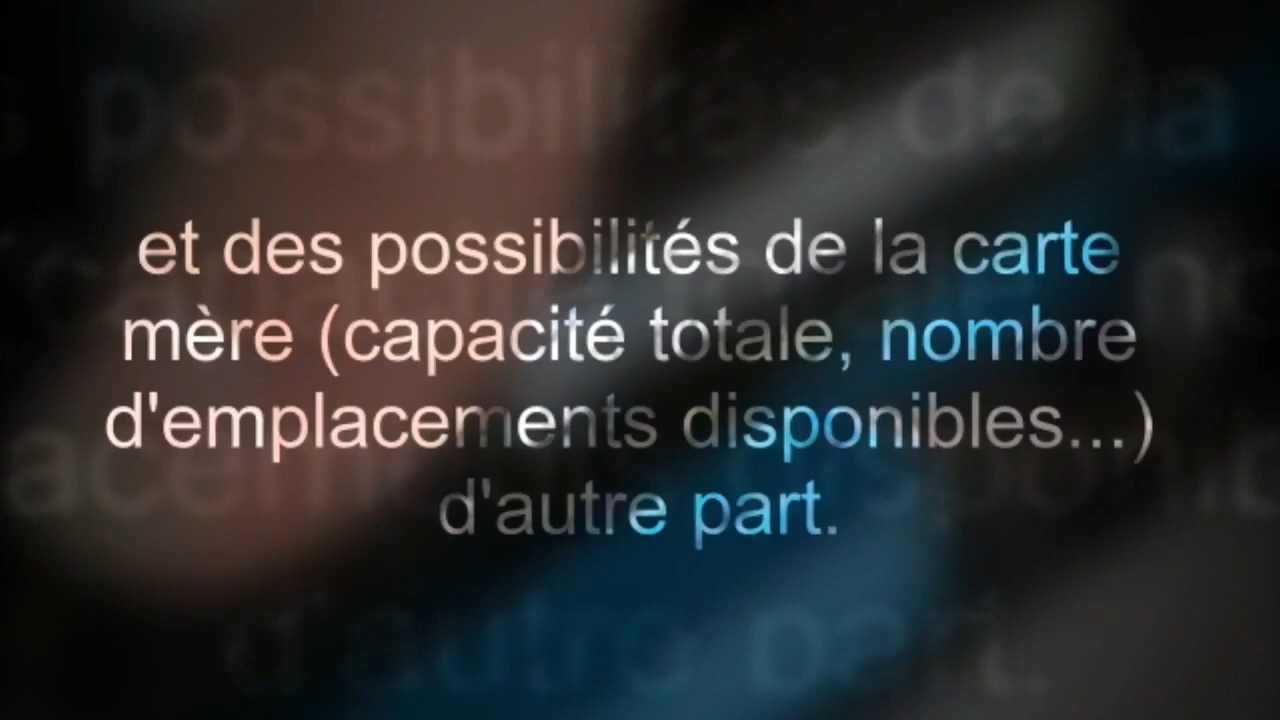 et des possibilités de la carte
mère (capacité totale, nombre
d'emplacements disponibles...)
d'autre part.